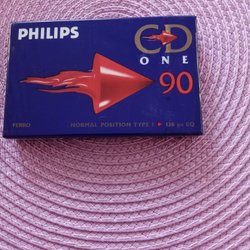 PHILIPS
CD
ONE
90
FERRO
NORMAL POSITION TYPE I ▸ 120 µs EQ